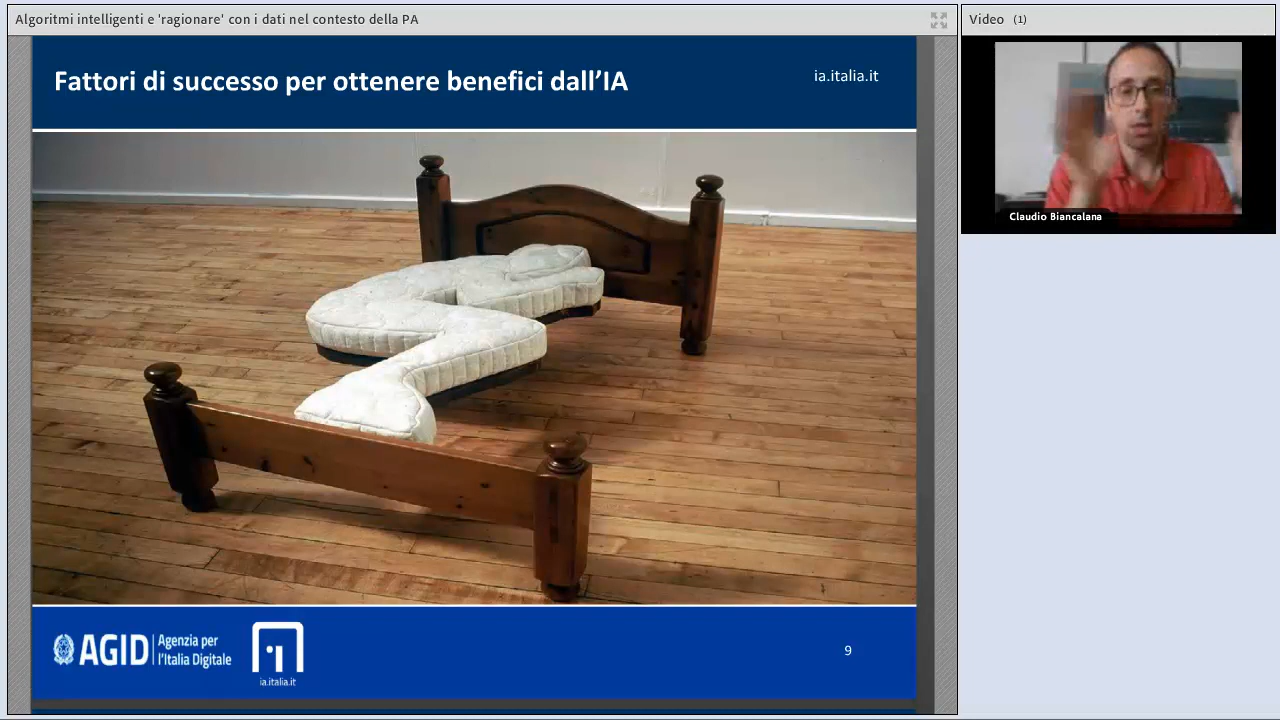 Algoritmi intelligenti e 'ragionare' con i dati nel contesto della PA
Fattori di successo per ottenere benefici dall’IA
ia.italia.it
AGID
Agenzia per
l’Italia Digitale
ia.italia.it
9
Video (1)
Claudio Biancalana